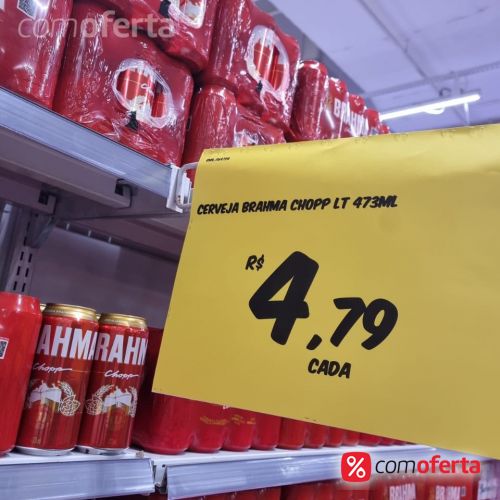 comoferta
CERVEJA BRAHMA CHOPP LT 473ML
R$
4,79
CADA
BRAHMA
Chopp
BRAHMA
Chopp
comoferta